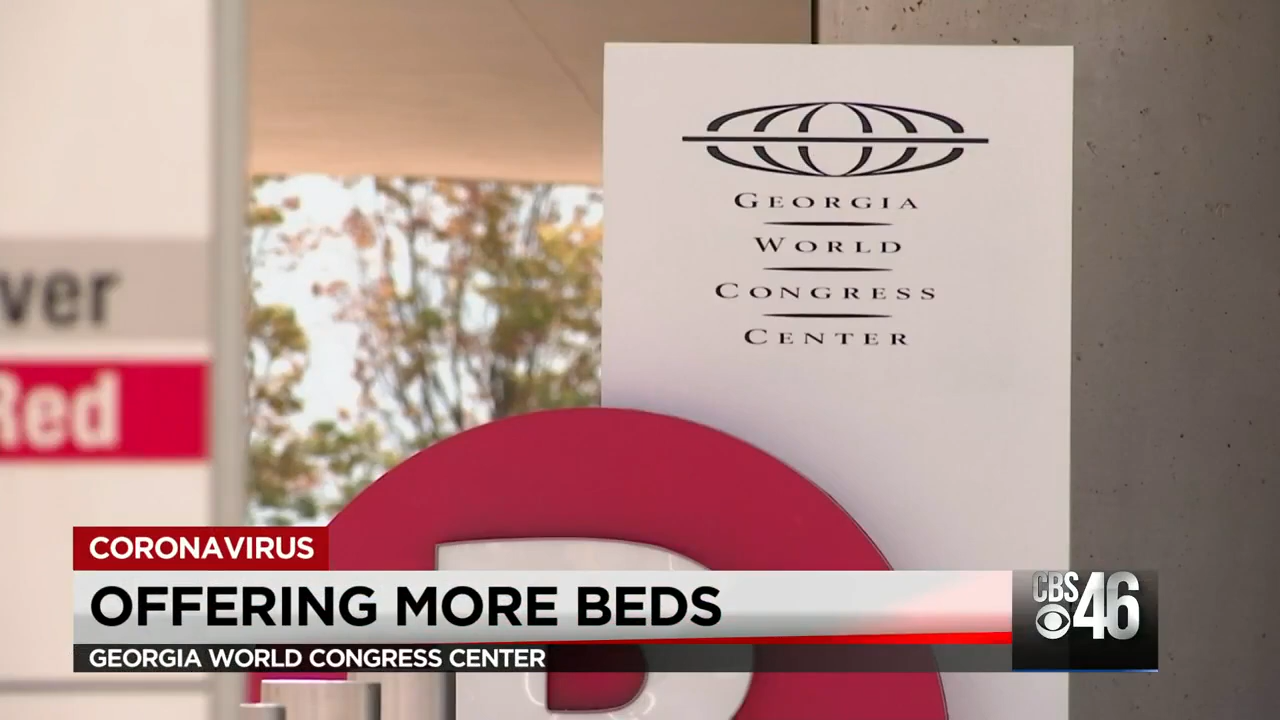 GEORGIA
WORLD
CONGRESS
CENTER
ver
Red
B
CORONAVIRUS
OFFERING MORE BEDS
GEORGIA WORLD CONGRESS CENTER
CBS 46